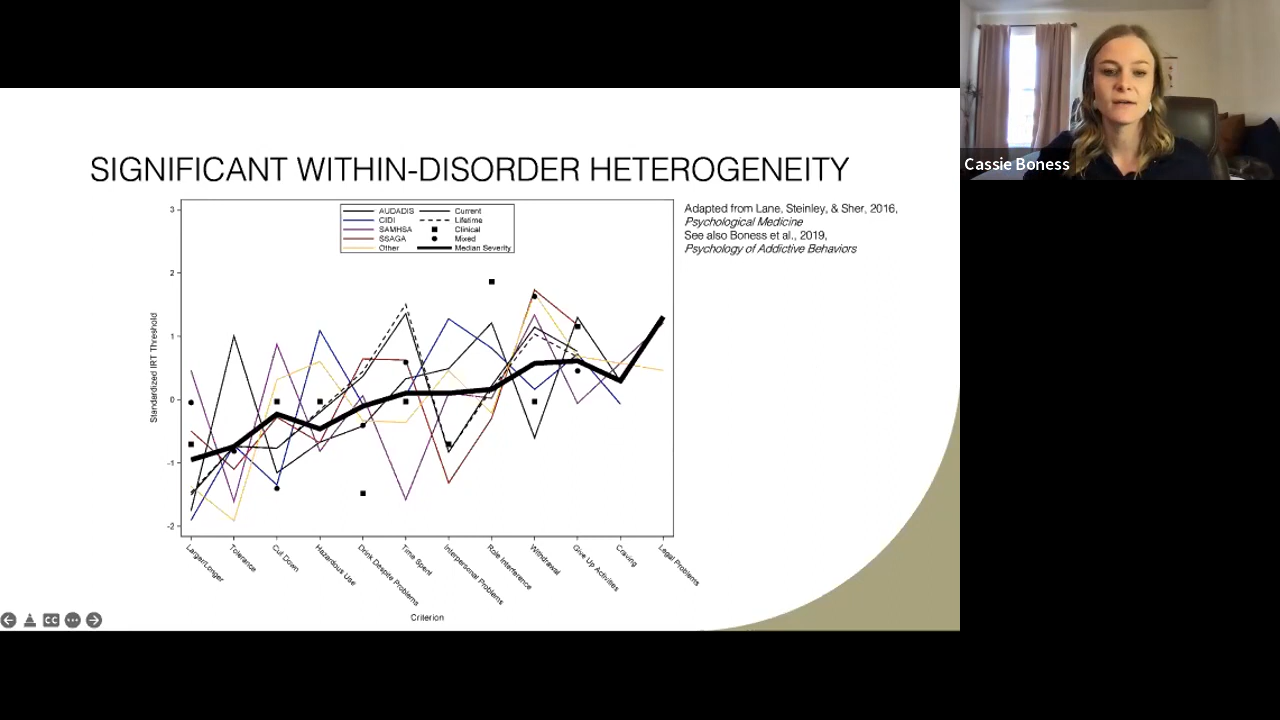 Cassie Boness
SIGNIFICANT WITHIN-DISORDER HETEROGENEITY
Adapted from Lane, Steinley, & Sher, 2016,
Psychological Medicine
See also Boness et al., 2019,
Psychology of Addictive Behaviors
AUDADIS Current
CIDI Lifetime
SAMHSA Clinical
SSAGA Mixed
Other Median Severity
Standardized IRT Threshold
3
2
1
0
-1
-2
Larger/Longer
Tolerance
Cut Down
Hazardous Use
Drink Despite Problems
Time Spent
Interpersonal Problems
Role Interference
Withdrawal
Give Up Activities
Craving
Legal Problems
Criterion
CC